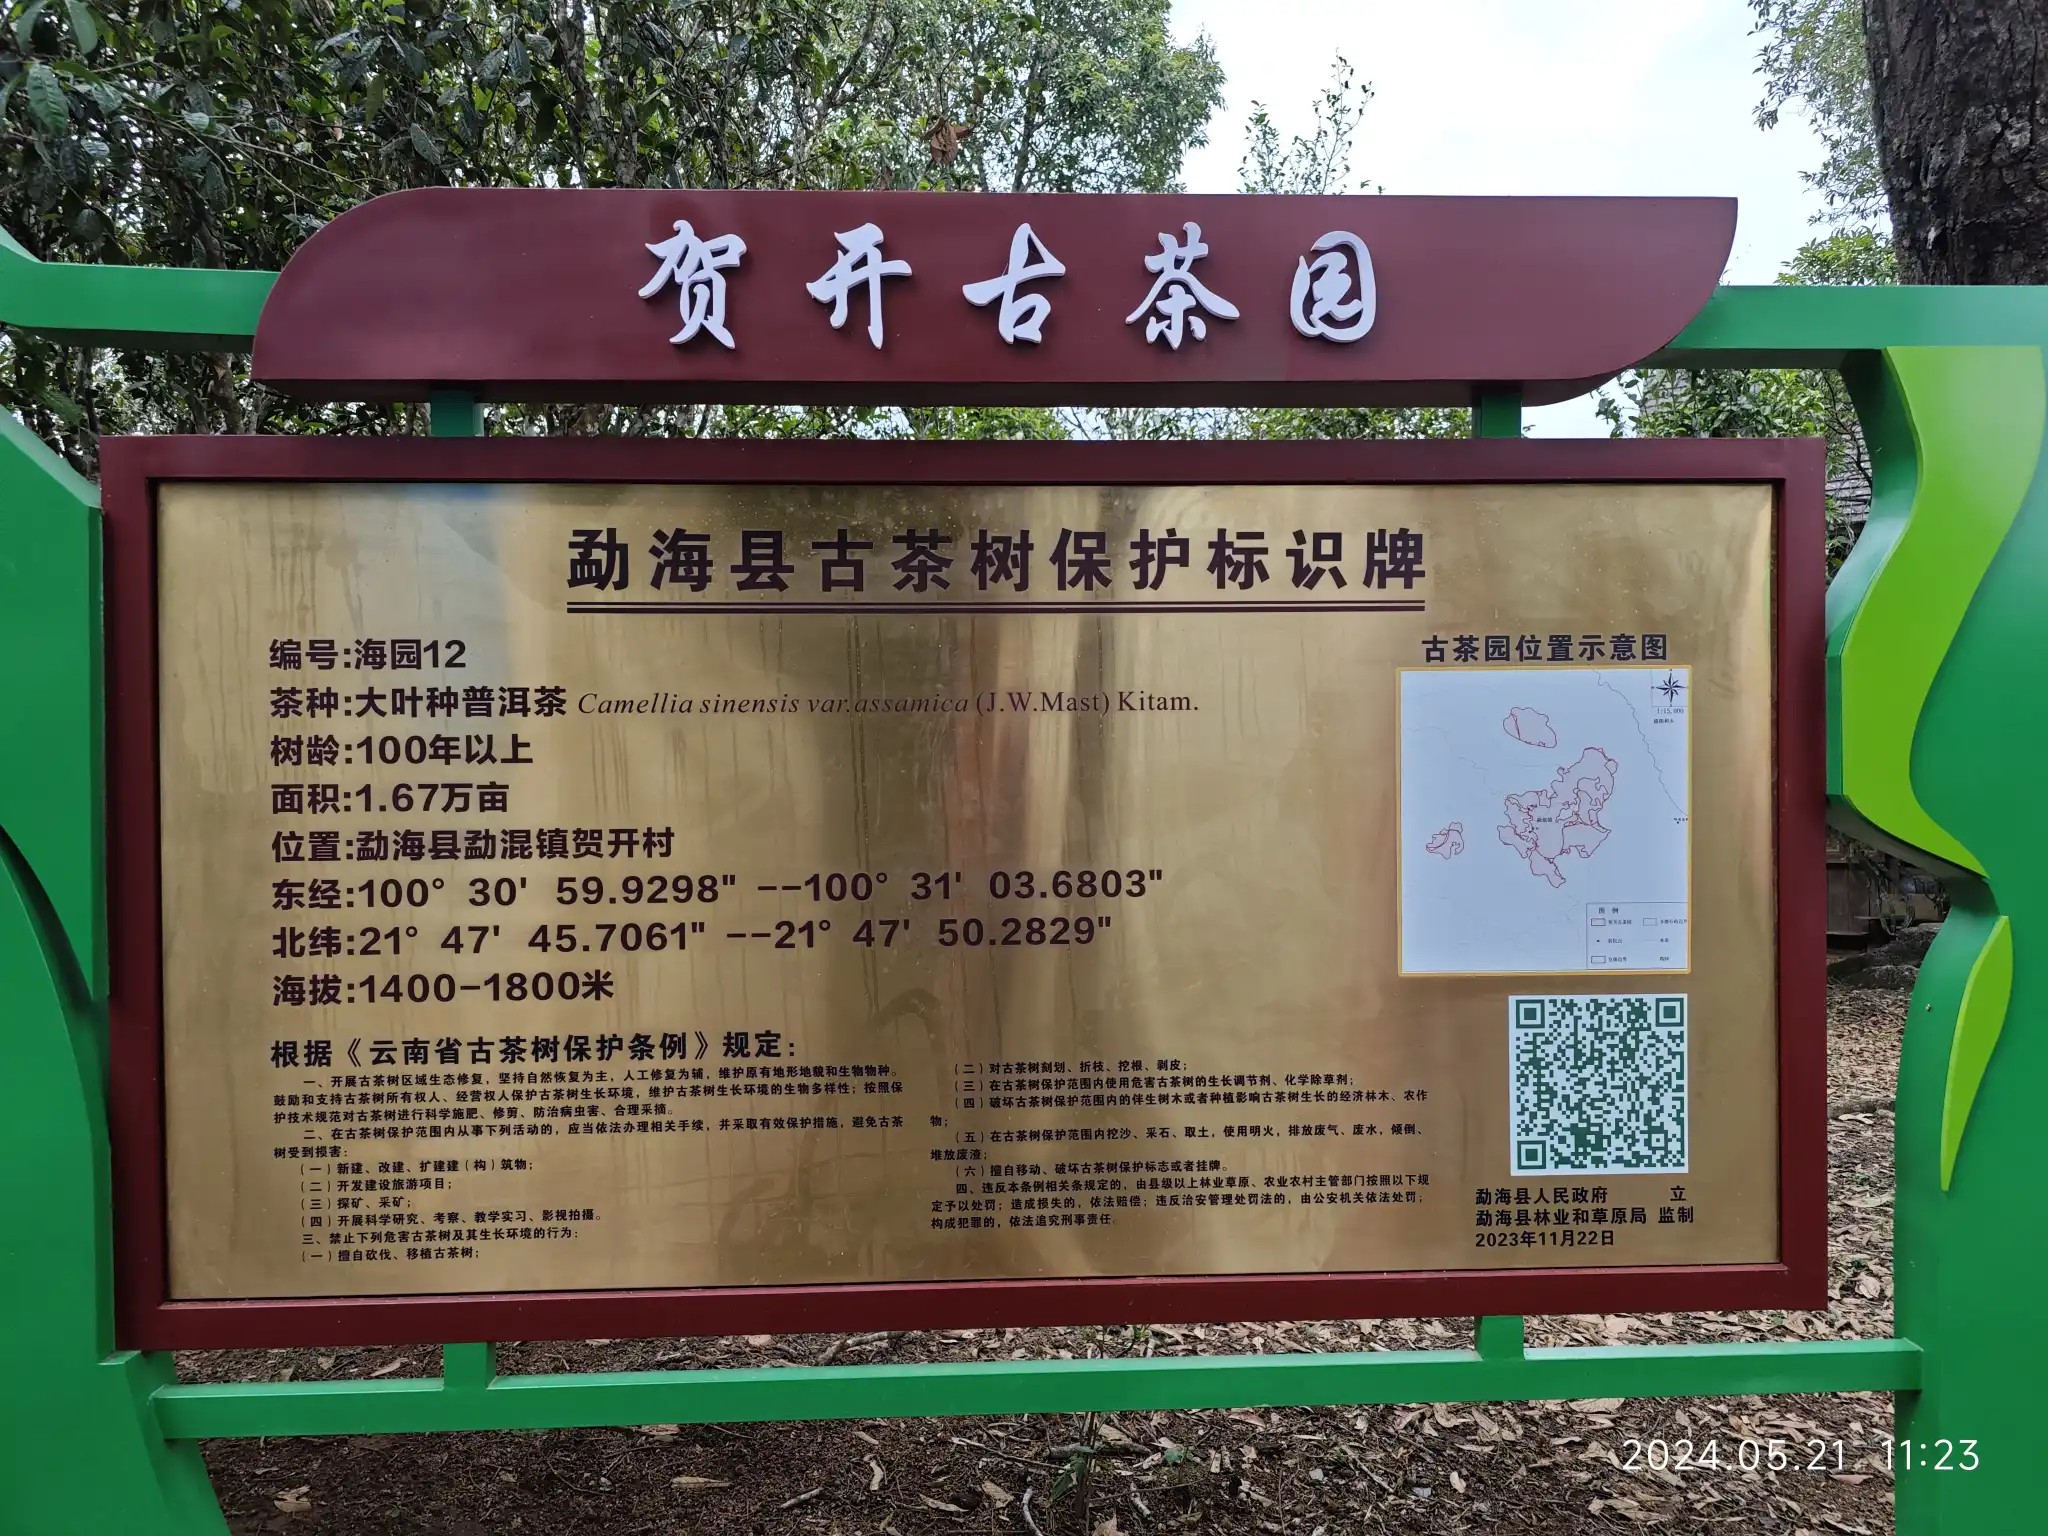 贺开古茶园
勐海县古茶树保护标识牌
编号:海园12
茶种:大叶种普洱茶 Camellia sinensis var.assamica (J.W.Mast) Kitam.
树龄:100年以上
面积:1.67万亩
位置:勐海县勐混镇贺开村
东经:100° 30' 59.9298" --100° 31' 03.6803"
北纬:21° 47' 45.7061" --21° 47' 50.2829"
海拔:1400-1800米
根据《云南省古茶树保护条例》规定:
一、开展古茶树区域生态修复,坚持自然恢复为主,人工修复为辅,维护原有地形地貌和生物物种。
鼓励和支持古茶树所有权人、经营权人保护古茶树生长环境,维护古茶树生长环境的生物多样性;按照保
护技术规范对古茶树进行科学施肥、修剪、防治病虫害、合理采摘。
二、在古茶树保护范围内从事下列活动的,应当依法办理相关手续,并采取有效保护措施,避免古茶
树受到损害:
(一)新建、改建、扩建建(构)筑物;
(二)开发建设旅游项目;
(三)探矿、采矿;
(四)开展科学研究、考察、教学实习、影视拍摄。
三、禁止下列危害古茶树及其生长环境的行为:
(一)擅自砍伐、移植古茶树;
(二)对古茶树刻划、折枝、挖根、剥皮;
(三)在古茶树保护范围内使用危害古茶树的生长调节剂、化学除草剂;
(四)破坏古茶树保护范围内的伴生树木或者种植影响古茶树生长的经济林木、农作
物;
(五)在古茶树保护范围内挖沙、采石、取土,使用明火,排放废气、废水,倾倒、
堆放废渣;
(六)擅自移动、破坏古茶树保护标志或者挂牌。
四、违反本条例相关条规定的,由县级以上林业草原、农业农村主管部门按照以下规
定予以处罚;造成损失的,依法赔偿;违反治安管理处罚法的,由公安机关依法处罚;
构成犯罪的,依法追究刑事责任.
古茶园位置示意图
1:15,000
图 例
勐海县人民政府 立
勐海县林业和草原局 监制
2023年11月22日
2024.05.21 11:23